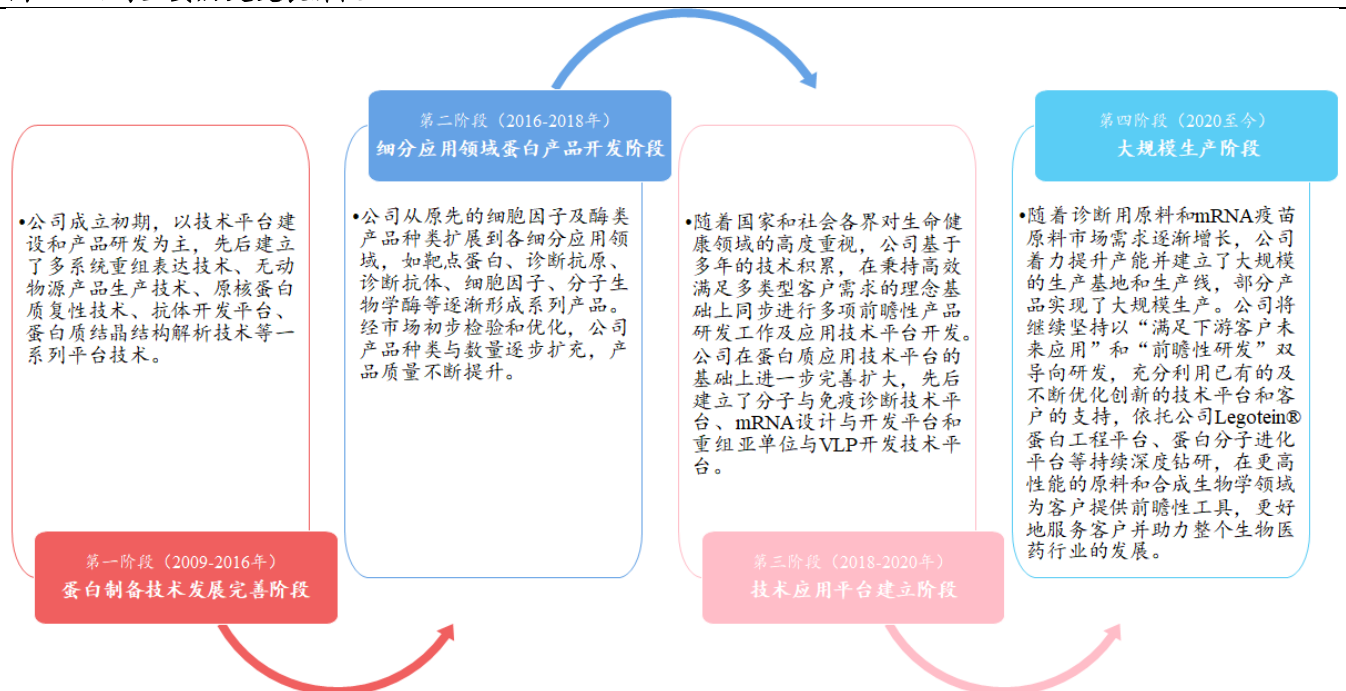 第一阶段（2009-2016年）
蛋白制备技术发展完善阶段
•公司成立初期，以技术平台建
设和产品研发为主，先后建立
了多系统重组表达技术、无动
物源产品生产技术、原核蛋白
质复性技术、抗体开发平台、
蛋白质结晶结构解析技术等一
系列平台技术。
第二阶段（2016-2018年）
细分应用领域蛋白产品开发阶段
•公司从原先的细胞因子及酶类
产品种类扩展到各细分应用领
域，如靶点蛋白、诊断抗原、
诊断抗体、细胞因子、分子生
物学酶等逐渐形成系列产品。
经市场初步检验和优化，公司
产品种类与数量逐步扩充，产
品质量不断提升。
第三阶段（2018-2020年）
技术应用平台建立阶段
•随着国家和社会各界对生命健
康领域的高度重视，公司基于
多年的技术积累，在秉持高效
满足多类型客户需求的理念基
础上同步进行多项前瞻性产品
研发工作及应用技术平台开发。
公司在蛋白质应用技术平台的
基础上进一步完善扩大，先后
建立了分子与免疫诊断技术平
台、mRNA设计与开发平台和
重组亚单位与VLP开发技术平
台。
第四阶段（2020至今）
大规模生产阶段
•随着诊断用原料和mRNA疫苗
原料市场需求逐渐增长，公司
着力提升产能并建立了大规模
的生产基地和生产线，部分产
品实现了大规模生产。公司将
继续坚持以“满足下游客户未
来应用”和“前瞻性研发”双
导向研发，充分利用已有的及
不断优化创新的技术平台和客
户的支持，依托公司Legotein®
蛋白工程平台、蛋白分子进化
平台等持续深度钻研，在更高
性能的原料和合成生物学领域
为客户提供前瞻性工具，更好
地服务客户并助力整个生物医
药行业的发展。